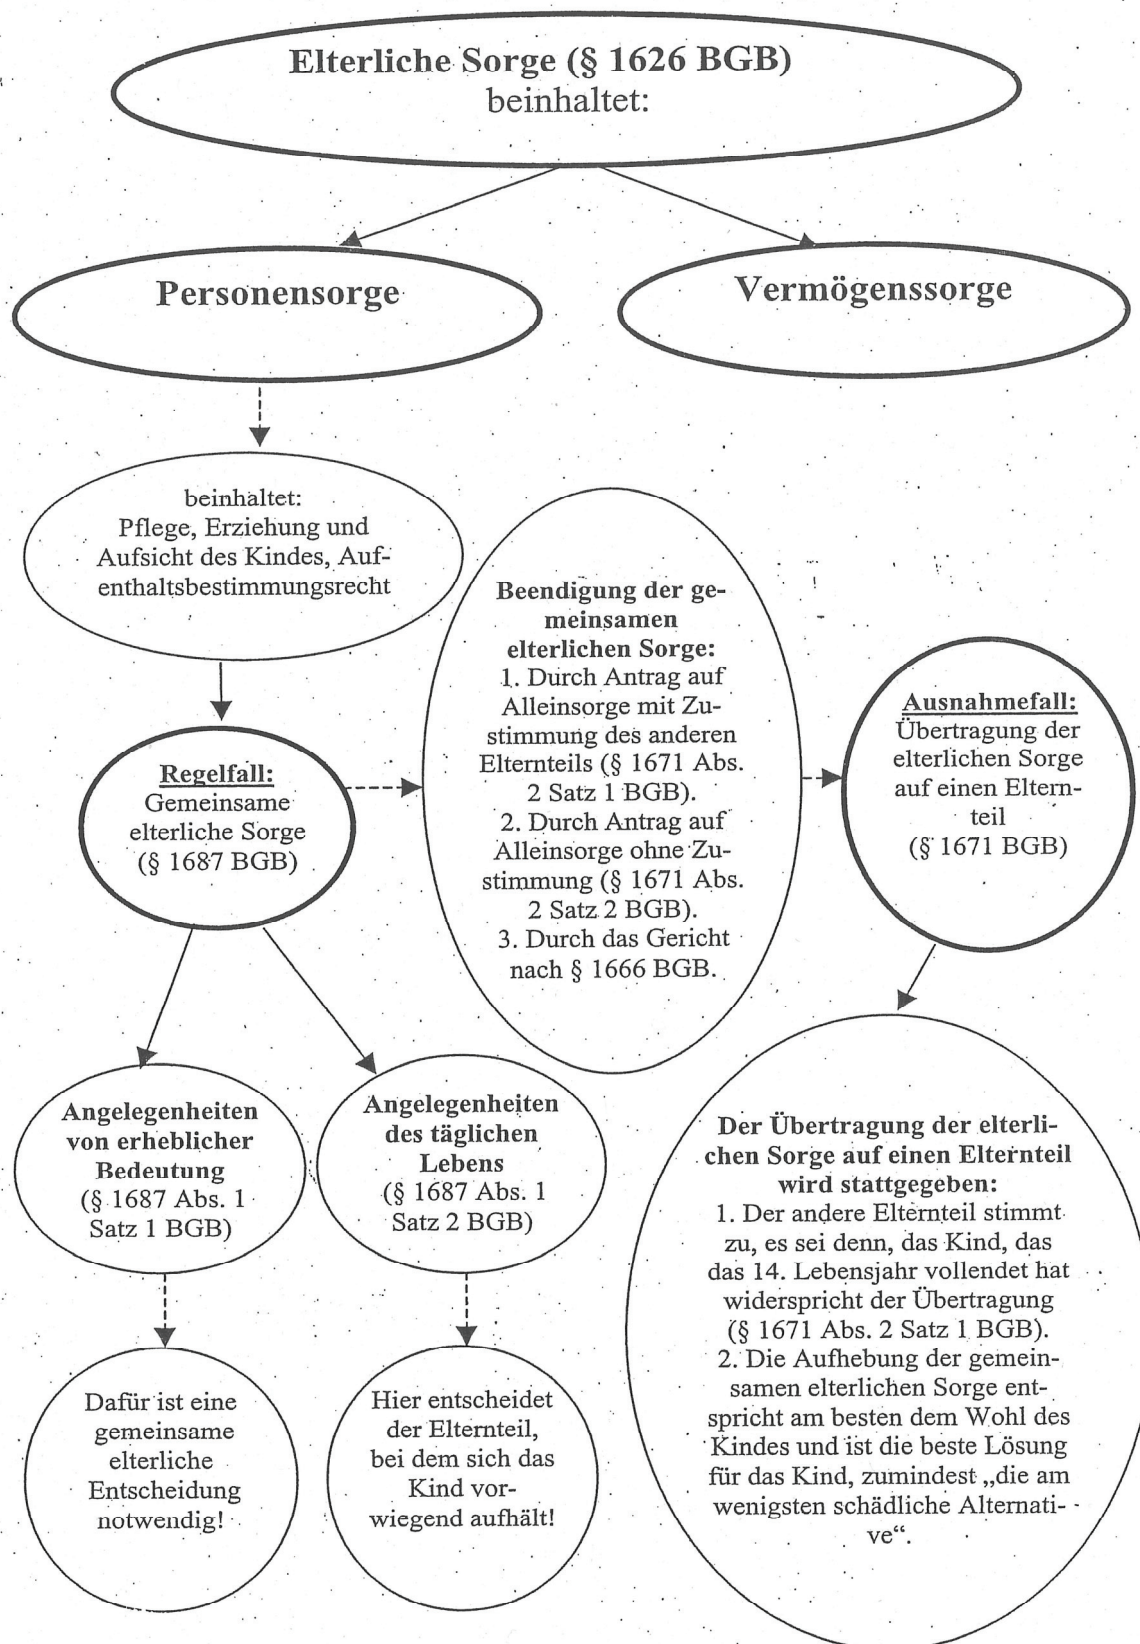 Elterliche Sorge (§ 1626 BGB)
beinhaltet:
Personensorge
Vermögenssorge
beinhaltet:
Pflege, Erziehung und
Aufsicht des Kindes, Auf-
enthaltsbestimmungsrecht
Regelfall:
Gemeinsame
elterliche Sorge
(§ 1687 BGB)
Beendigung der ge-
meinsamen
elterlichen Sorge:
1. Durch Antrag auf
Alleinsorge mit Zu-
stimmung des anderen
Elternteils (§ 1671 Abs.
2 Satz 1 BGB).
2. Durch Antrag auf
Alleinsorge ohne Zu-
stimmung (§ 1671 Abs.
2 Satz 2 BGB).
3. Durch das Gericht
nach § 1666 BGB.
Ausnahmefall:
Übertragung der
elterlichen Sorge
auf einen Eltern-
teil
(§ 1671 BGB)
Angelegenheiten
von erheblicher
Bedeutung
(§ 1687 Abs. 1
Satz 1 BGB)
Angelegenheiten
des täglichen
Lebens
(§ 1687 Abs. 1
Satz 2 BGB)
Dafür ist eine
gemeinsame
elterliche
Entscheidung
notwendig!
Hier entscheidet
der Elternteil,
bei dem sich das
Kind vor-
wiegend aufhält!
Der Übertragung der elterli-
chen Sorge auf einen Elternteil
wird stattgegeben:
1. Der andere Elternteil stimmt
zu, es sei denn, das Kind, das
das 14. Lebensjahr vollendet hat
widerspricht der Übertragung
(§ 1671 Abs. 2 Satz 1 BGB).
2. Die Aufhebung der gemein-
samen elterlichen Sorge ent-
spricht am besten dem Wohl des
Kindes und ist die beste Lösung
für das Kind, zumindest „die am
wenigsten schädliche Alternati-
ve“.